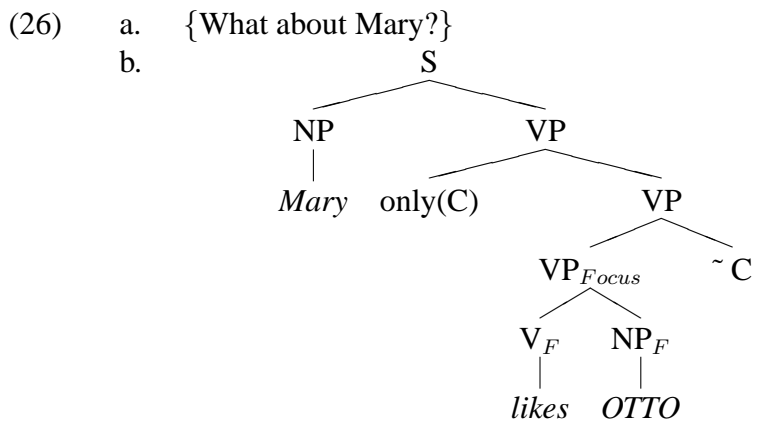 (26) a. {What about Mary?}
b. S
NP VP
Mary only(C) VP
VP_Focus ~ C
V_F NP_F
likes OTTO